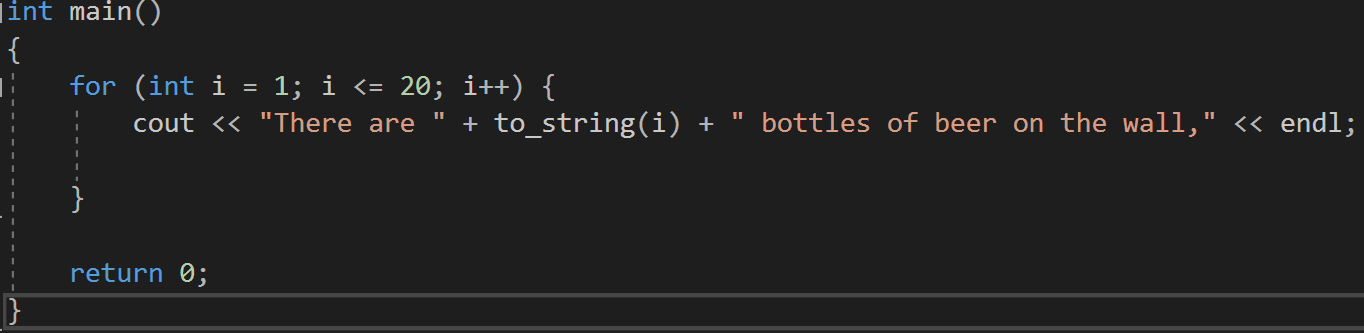 int main()
{
    for (int i = 1; i <= 20; i++) {
        cout << "There are " + to_string(i) + " bottles of beer on the wall," << endl;
    }
    return 0;
}